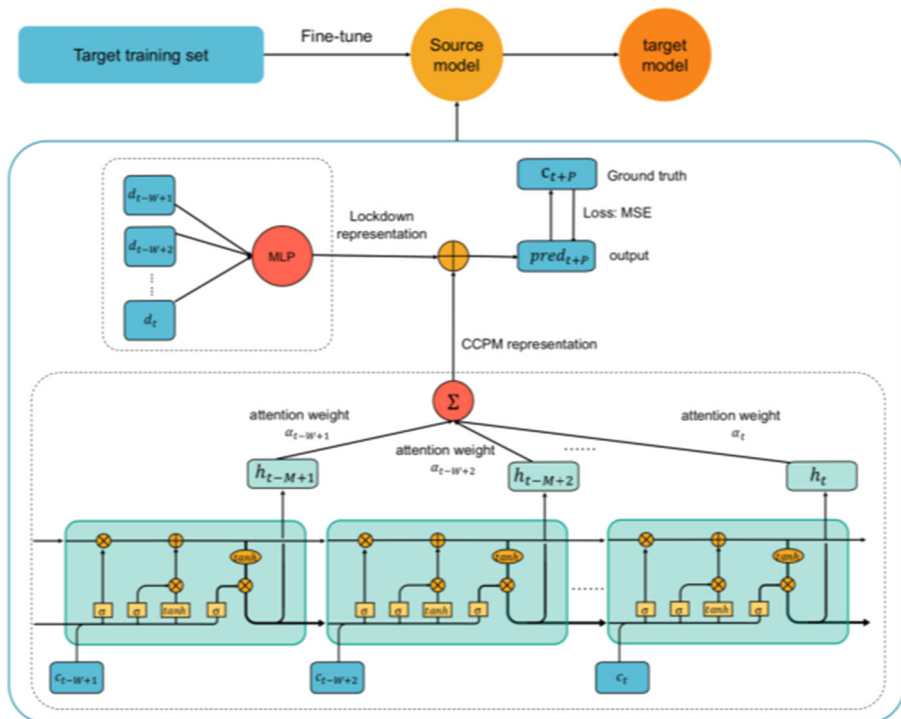 Target training set
Fine-tune
Source
model
target
model
d_{t-W+1}
d_{t-W+2}
d_t
MLP
Lockdown
representation
c_{t+P}
Ground truth
Loss: MSE
pred_{t+P}
output
CCPM representation
Σ
attention weight
α_{t-W+1}
attention weight
α_{t-W+2}
attention weight
α_t
h_{t-M+1}
h_{t-M+2}
h_t
tanh
tanh
tanh
σ
σ
tanh
σ
σ
σ
tanh
σ
σ
σ
tanh
σ
c_{t-W+1}
c_{t-W+2}
c_t